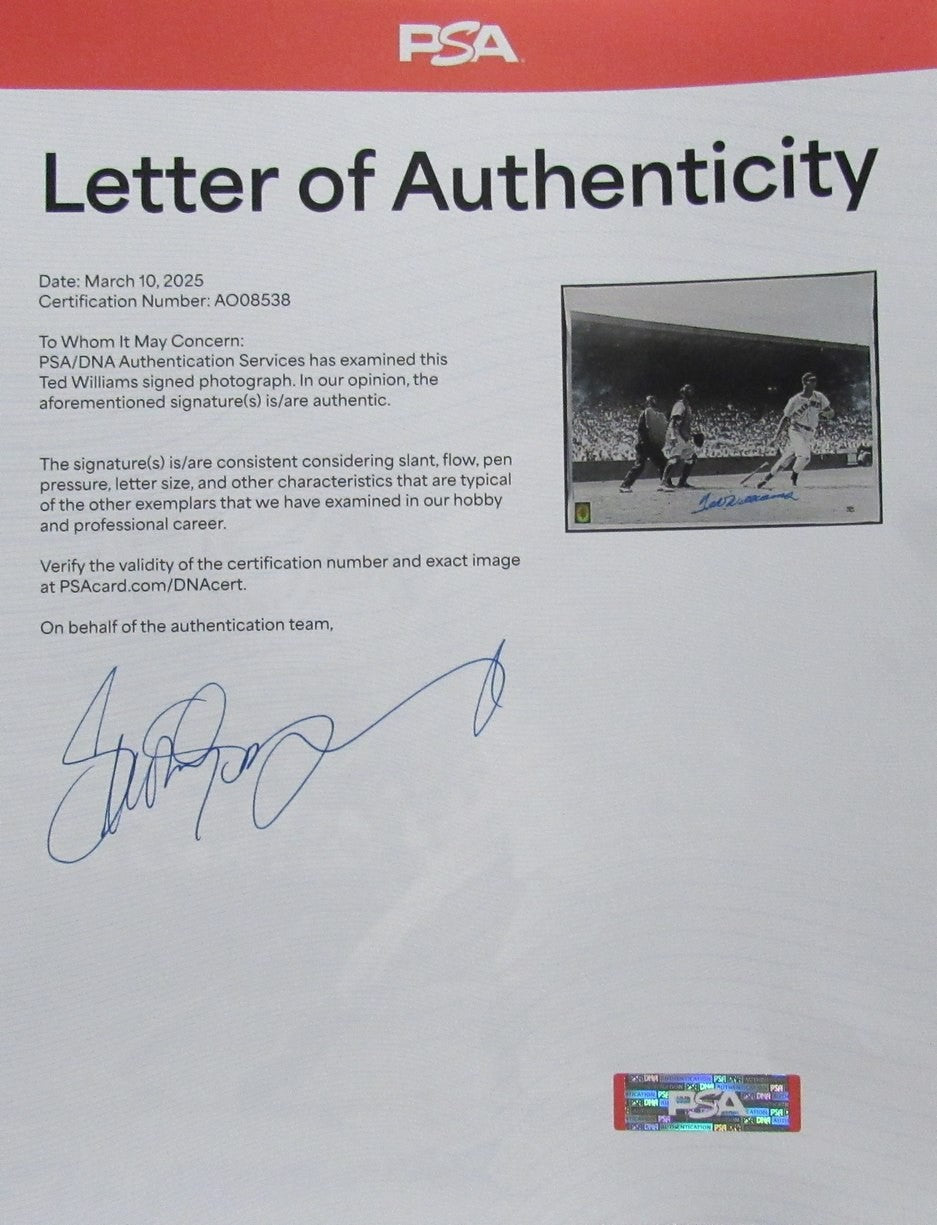 PSA
Letter of Authenticity
Date: March 10, 2025
Certification Number: AO08538
To Whom It May Concern:
PSA/DNA Authentication Services has examined this
Ted Williams signed photograph. In our opinion, the
aforementioned signature(s) is/are authentic.
The signature(s) is/are consistent considering slant, flow, pen
pressure, letter size, and other characteristics that are typical
of the other exemplars that we have examined in our hobby
and professional career.
Verify the validity of the certification number and exact image
at PSAcard.com/DNAcert.
On behalf of the authentication team,
Ted Williams
PSA